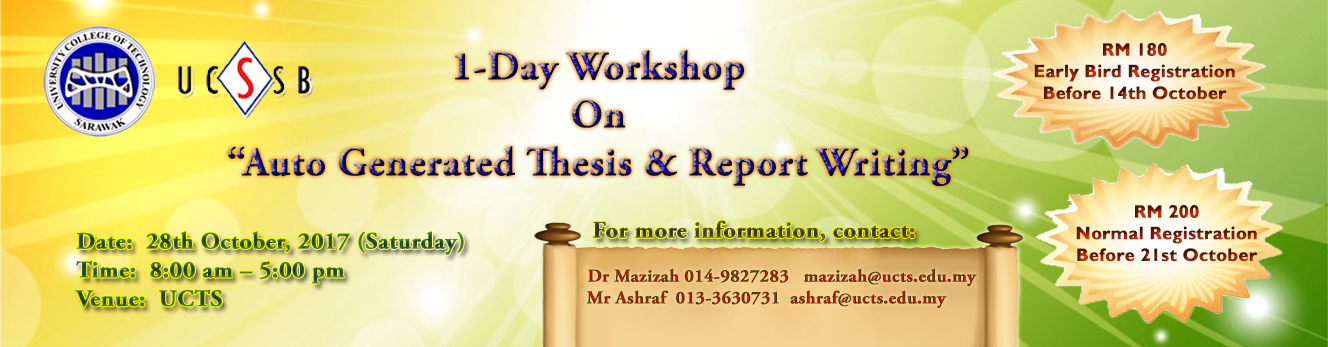 UNIVERSITY COLLEGE OF TECHNOLOGY
SARAWAK
UCSSB
1-Day Workshop
On
“Auto Generated Thesis & Report Writing”
RM 180
Early Bird Registration
Before 14th October
RM 200
Normal Registration
Before 21st October
Date: 28th October, 2017 (Saturday)
Time: 8:00 am – 5:00 pm
Venue: UCTS
For more information, contact:
Dr Mazizah 014-9827283 mazizah@ucts.edu.my
Mr Ashraf 013-3630731 ashraf@ucts.edu.my